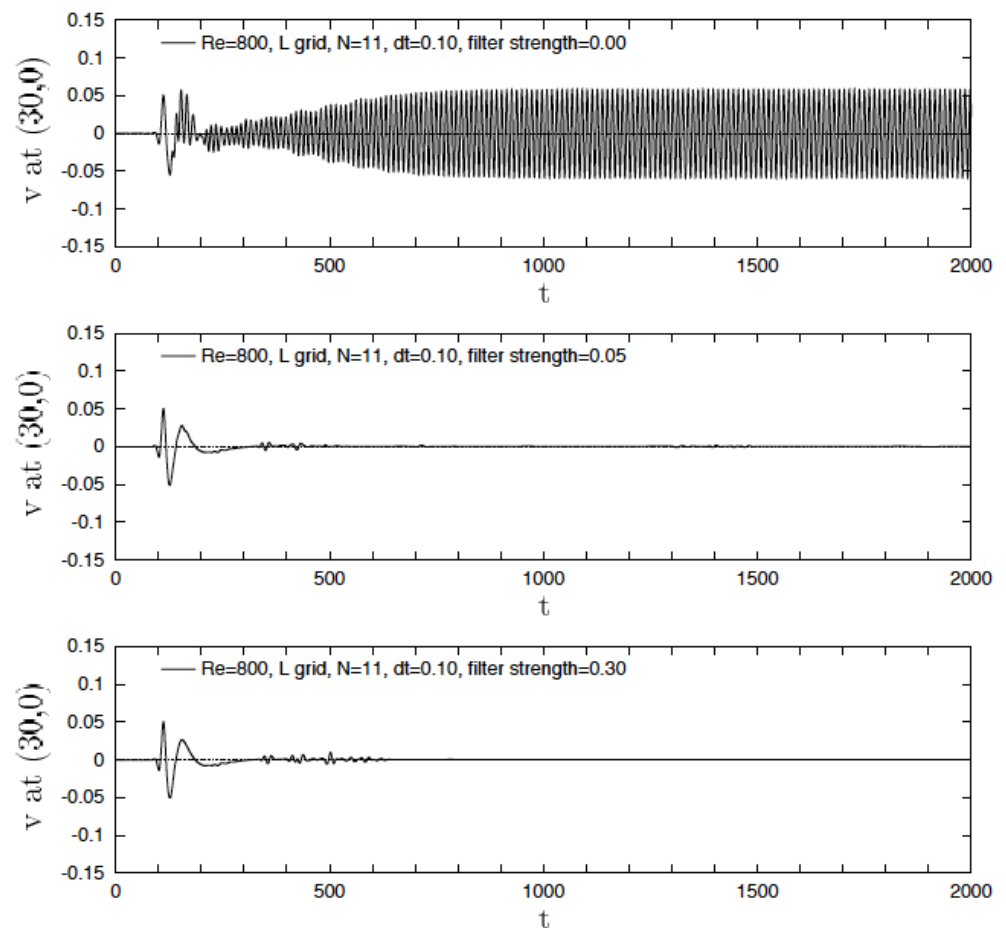 Re=800, L grid, N=11, dt=0.10, filter strength=0.00
v at (30,0)
0.15
0.1
0.05
0
-0.05
-0.1
-0.15
0 500 1000 1500 2000
t
Re=800, L grid, N=11, dt=0.10, filter strength=0.05
v at (30,0)
0.15
0.1
0.05
0
-0.05
-0.1
-0.15
0 500 1000 1500 2000
t
Re=800, L grid, N=11, dt=0.10, filter strength=0.30
v at (30,0)
0.15
0.1
0.05
0
-0.05
-0.1
-0.15
0 500 1000 1500 2000
t